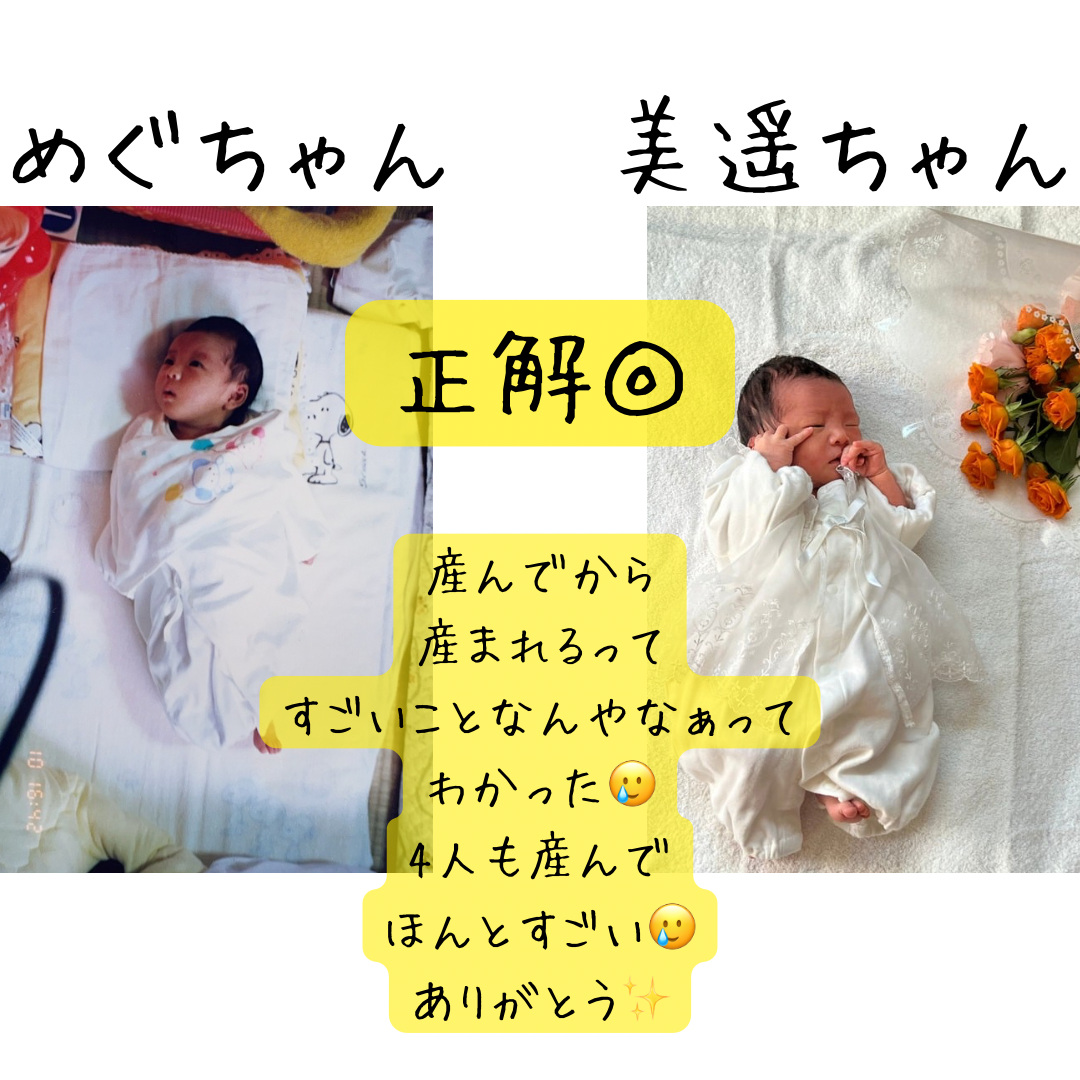 めぐちゃん
美遥ちゃん
正解◎
産んでから
産まれるって
すごいことなんやなぁって
わかった🥲
4人も産んで
ほんとすごい🥲
ありがとう✨